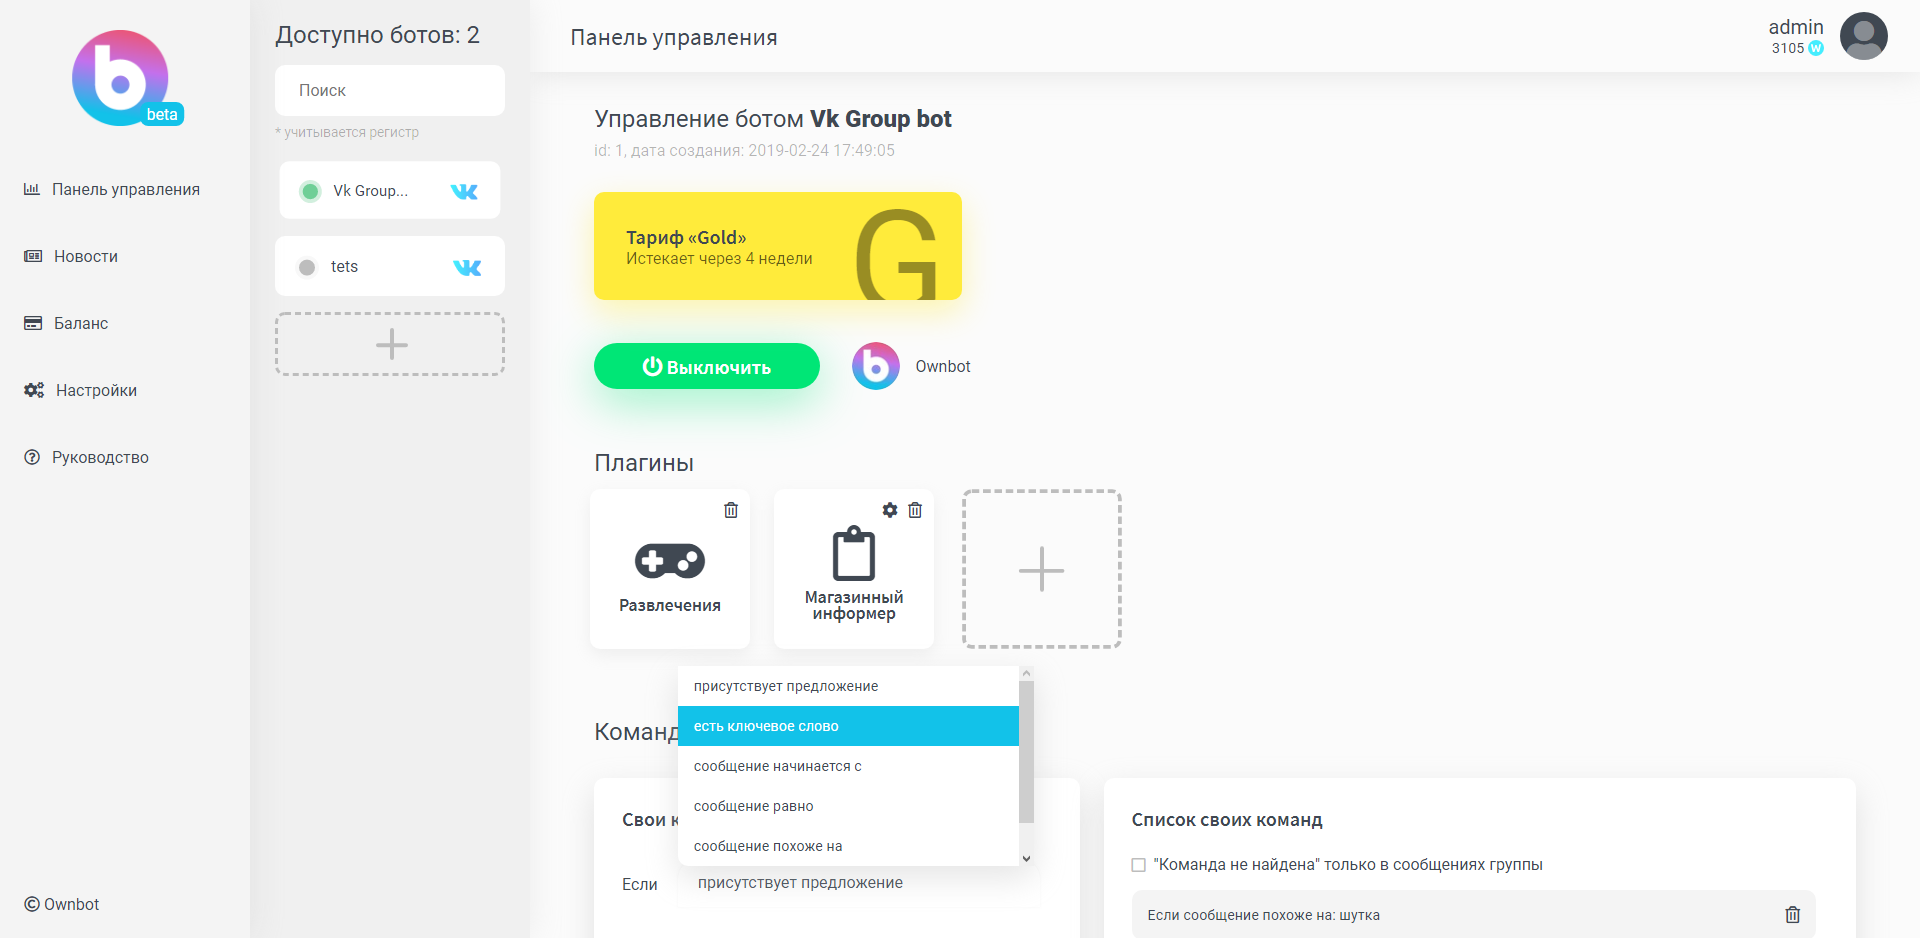 beta
Панель управления
Новости
Баланс
Настройки
Руководство
© Ownbot
Доступно ботов: 2
Поиск
* учитывается регистр
Vk Group...
tets
Панель управления
admin
3105
Управление ботом Vk Group bot
id: 1, дата создания: 2019-02-24 17:49:05
Тариф «Gold»
Истекает через 4 недели
G
Выключить
Ownbot
Плагины
Развлечения
Магазинный
информер
Команд
присутствует предложение
есть ключевое слово
сообщение начинается с
сообщение равно
сообщение похоже на
Свои к
Если
присутствует предложение
Список своих команд
"Команда не найдена" только в сообщениях группы
Если сообщение похоже на: шутка